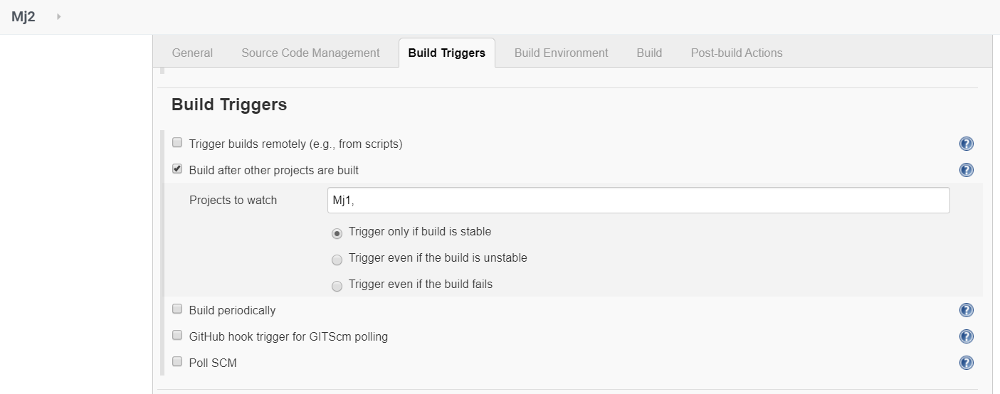 Mj2
General Source Code Management Build Triggers Build Environment Build Post-build Actions
Build Triggers
Trigger builds remotely (e.g., from scripts)
Build after other projects are built
Projects to watch Mj1,
Trigger only if build is stable
Trigger even if the build is unstable
Trigger even if the build fails
Build periodically
GitHub hook trigger for GITScm polling
Poll SCM